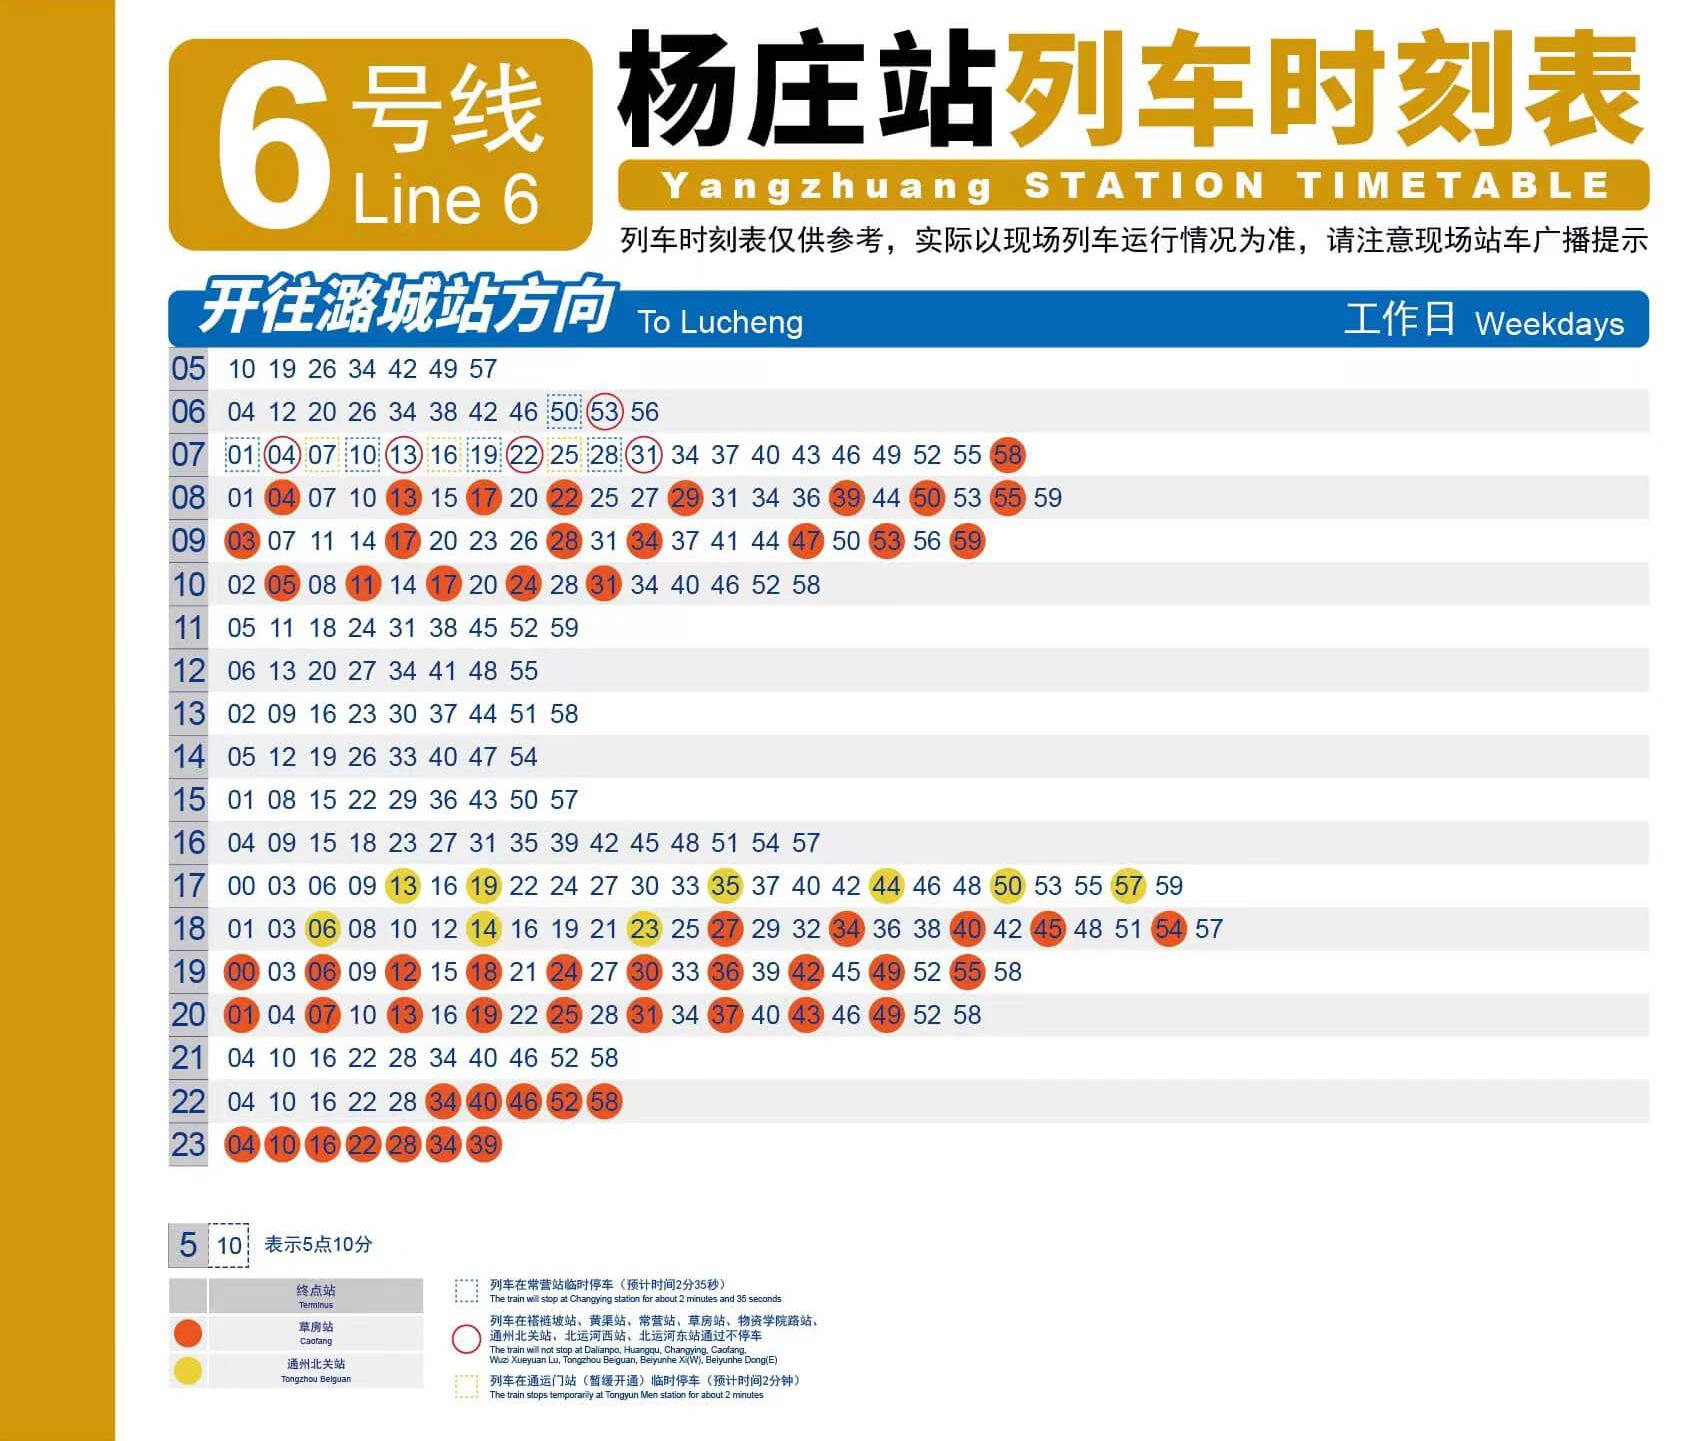 6号线
Line 6
杨庄站列车时刻表
Yangzhuang STATION TIMETABLE
列车时刻表仅供参考，实际以现场列车运行情况为准，请注意现场站车广播提示
开往潞城站方向 To Lucheng 工作日 Weekdays
05 10 19 26 34 42 49 57
06 04 12 20 26 34 38 42 46 50 53 56
07 01 04 07 10 13 16 19 22 25 28 31 34 37 40 43 46 49 52 55 58
08 01 04 07 10 13 15 17 20 22 25 27 29 31 34 36 39 44 50 53 55 59
09 03 07 11 14 17 20 23 26 28 31 34 37 41 44 47 50 53 56 59
10 02 05 08 11 14 17 20 24 28 31 34 40 46 52 58
11 05 11 18 24 31 38 45 52 59
12 06 13 20 27 34 41 48 55
13 02 09 16 23 30 37 44 51 58
14 05 12 19 26 33 40 47 54
15 01 08 15 22 29 36 43 50 57
16 04 09 15 18 23 27 31 35 39 42 45 48 51 54 57
17 00 03 06 09 13 16 19 22 24 27 30 33 35 37 40 42 44 46 48 50 53 55 57 59
18 01 03 06 08 10 12 14 16 19 21 23 25 27 29 32 34 36 38 40 42 45 48 51 54 57
19 00 03 06 09 12 15 18 21 24 27 30 33 36 39 42 45 49 52 55 58
20 01 04 07 10 13 16 19 22 25 28 31 34 37 40 43 46 49 52 58
21 04 10 16 22 28 34 40 46 52 58
22 04 10 16 22 28 34 40 46 52 58
23 04 10 16 22 28 34 39
5 10 表示5点10分
终点站
Terminus
草房站
Caofang
通州北关站
Tongzhou Beiguan
列车在常营站临时停车（预计时间2分35秒）
The train will stop at Changying station for about 2 minutes and 35 seconds
列车在褡裢坡站、黄渠站、常营站、草房站、物资学院路站、
通州北关站、北运河西站、北运河东站通过不停车
The train will not stop at Dalianpo, Huangqu, Changying, Caofang,
Wuzi Xueyuan Lu, Tongzhou Beiguan, Beiyunhe Xi(W), Beiyunhe Dong(E)
列车在通运门站（暂缓开通）临时停车（预计时间2分钟）
The train stops temporarily at Tongyun Men station for about 2 minutes